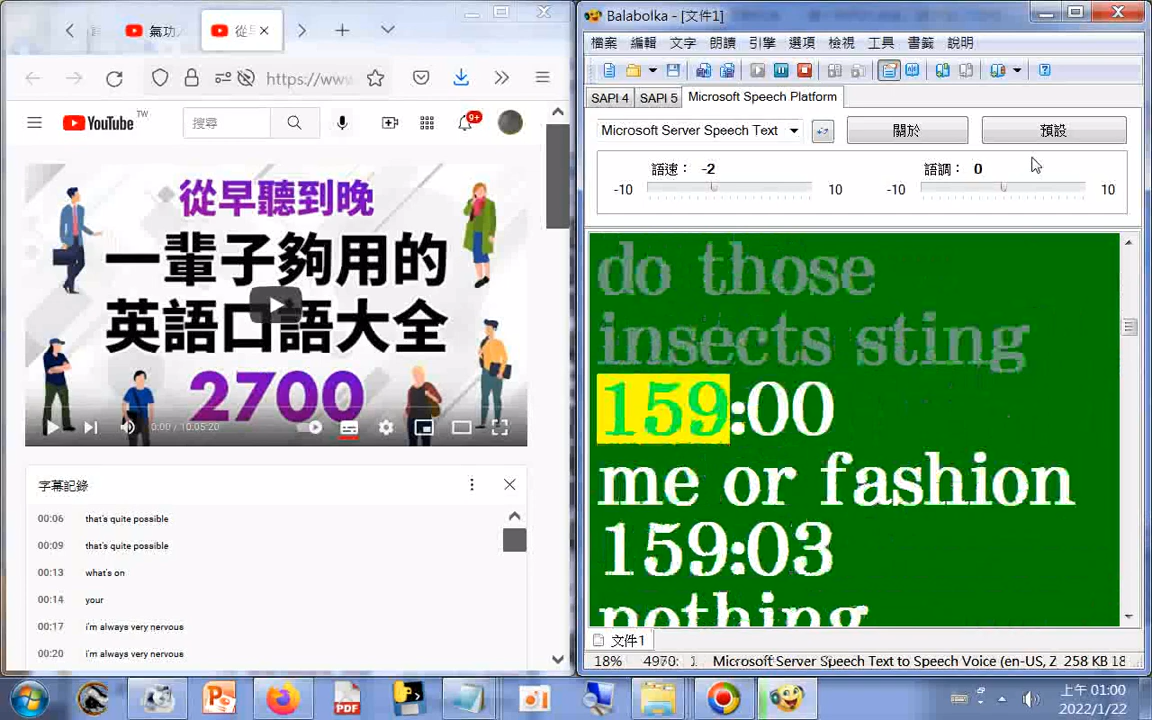 氣功
從
https://www
YouTube TW
搜尋
9+
從早聽到晚
一輩子夠用的
英語口語大全
2700
0:00 / 10:05:20
字幕記錄
00:06 that's quite possible
00:09 that's quite possible
00:13 what's on
00:14 your
00:17 i'm always very nervous
00:20 i'm always very nervous
Balabolka - [文件1]
檔案 編輯 文字 朗讀 引擎 選項 檢視 工具 書籤 說明
SAPI 4 SAPI 5 Microsoft Speech Platform
Microsoft Server Speech Text 關於 預設
語速： -2 語調： 0
-10 10 -10 10
do those
insects sting
159:00
me or fashion
159:03
nothing
文件1
18% 4970: 1 Microsoft Server Speech Text to Speech Voice (en-US, Z 258 KB 18
PDF
上午 01:00
2022/1/22